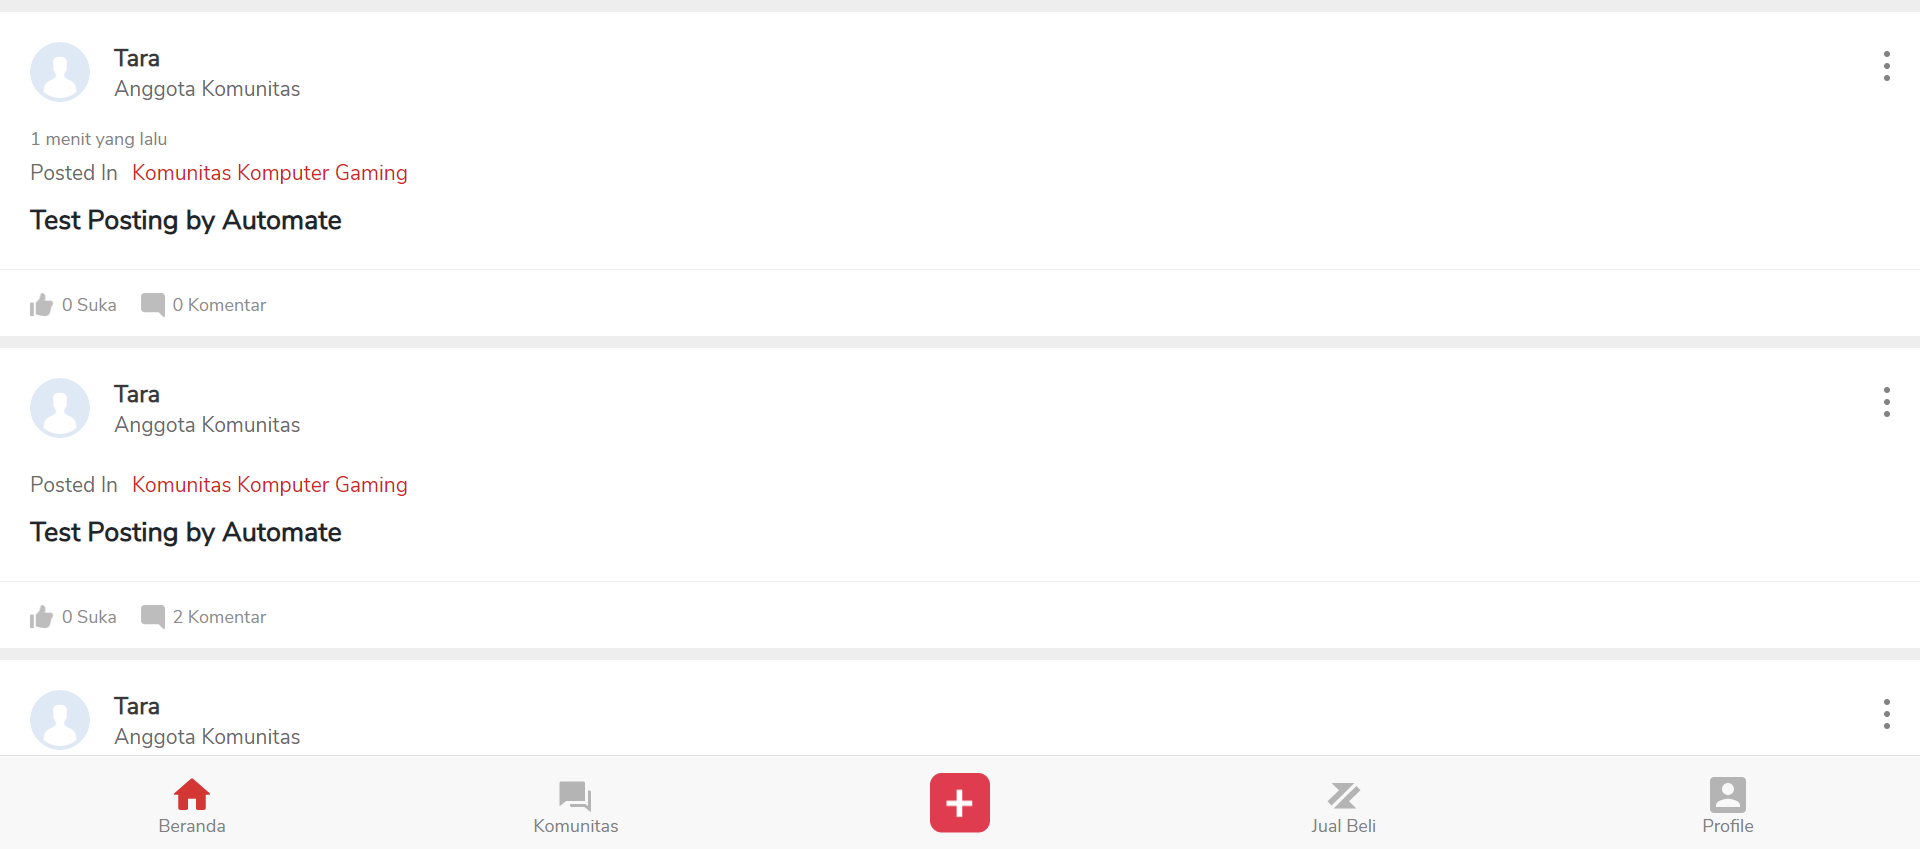 Tara
Anggota Komunitas
1 menit yang lalu
Posted In Komunitas Komputer Gaming
Test Posting by Automate
0 Suka 0 Komentar
Tara
Anggota Komunitas
Posted In Komunitas Komputer Gaming
Test Posting by Automate
0 Suka 2 Komentar
Tara
Anggota Komunitas
Beranda Komunitas Jual Beli Profile